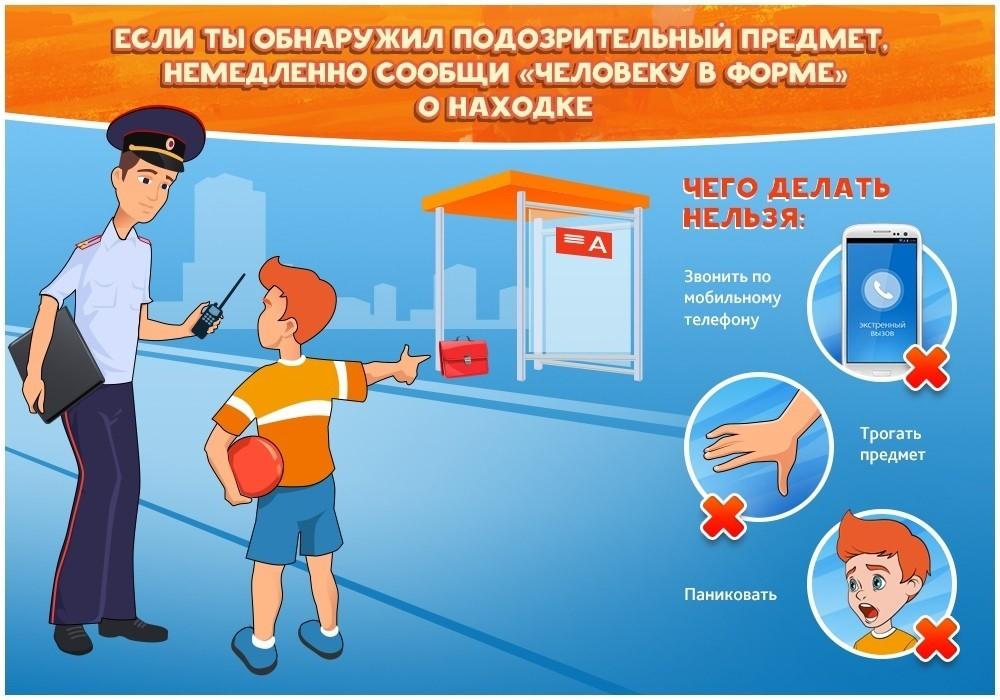 ЕСЛИ ТЫ ОБНАРУЖИЛ ПОДОЗРИТЕЛЬНЫЙ ПРЕДМЕТ,
НЕМЕДЛЕННО СООБЩИ «ЧЕЛОВЕКУ В ФОРМЕ»
О НАХОДКЕ
А
ЧЕГО ДЕЛАТЬ
НЕЛЬЗЯ:
Звонить по
мобильному
телефону
экстренный
вызов
Трогать
предмет
Паниковать